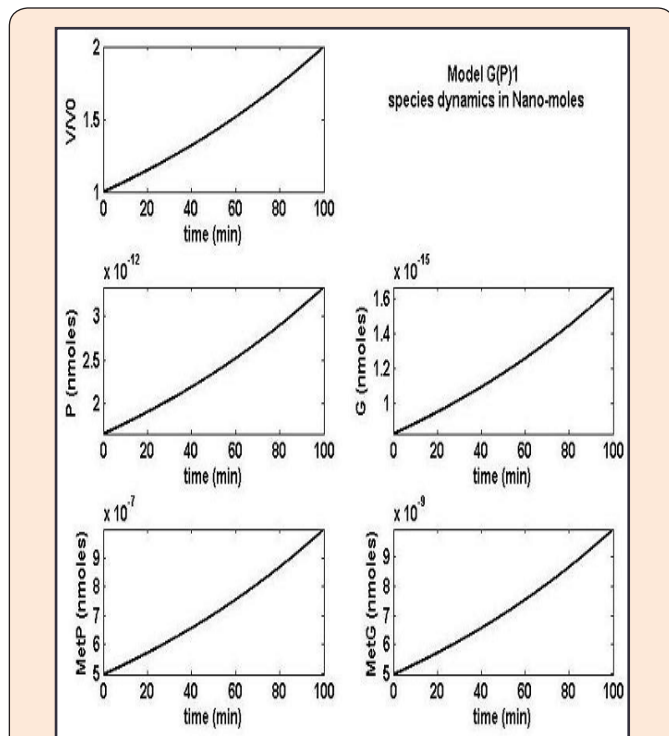 2
1.5
1
V/V0
0 20 40 60 80 100
time (min)
Model G(P)1
species dynamics in Nano-moles
x 10^-12
3
2.5
2
P (nmoles)
0 20 40 60 80 100
time (min)
x 10^-15
1.6
1.4
1.2
1
G (nmoles)
0 20 40 60 80 100
time (min)
x 10^-7
9
8
7
6
5
MetP (nmoles)
0 20 40 60 80 100
time (min)
x 10^-9
9
8
7
6
5
MetG (nmoles)
0 20 40 60 80 100
time (min)